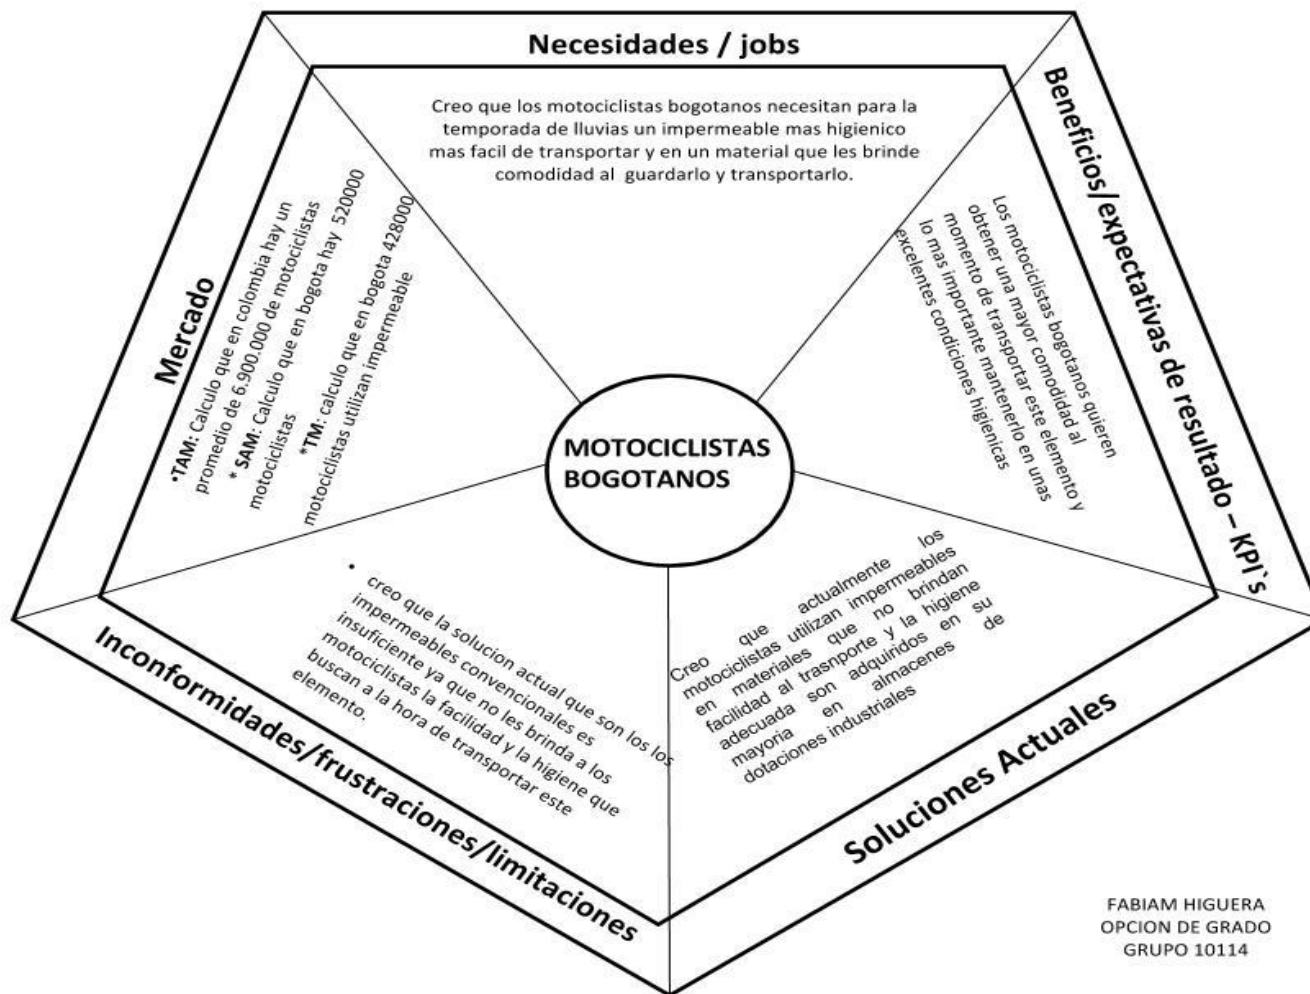 Necesidades / jobs
Creo que los motociclistas bogotanos necesitan para la
temporada de lluvias un impermeable mas higienico
mas facil de transportar y en un material que les brinde
comodidad al guardarlo y transportarlo.
Beneficios/expectativas de resultado – KPI`s
Los motociclistas bogotanos quieren
obtener una mayor comodidad al
momento de transportar este elemento y
lo mas importante mantenerlo en unas
excelentes condiciones higienicas
Mercado
•TAM: Calculo que en colombia hay un
promedio de 6.900.000 de motociclistas
* SAM: Calculo que en bogota hay 520000
motociclistas
*TM: calculo que en bogota 428000
motociclistas utilizan impermeable
MOTOCICLISTAS
BOGOTANOS
Inconformidades/frustraciones/limitaciones
• creo que la solucion actual que son los los
impermeables convencionales es
insuficiente ya que no les brinda a los
motociclistas la facilidad y la higiene que
buscan a la hora de transportar este
elemento.
Soluciones Actuales
Creo que actualmente los
motociclistas utilizan impermeables
en materiales que no brindan
facilidad al trasnporte y la higiene
adecuada son adquiridos en su
mayoria en almacenes de
dotaciones industriales
FABIAM HIGUERA
OPCION DE GRADO
GRUPO 10114